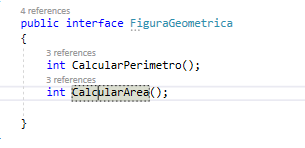 4 references
public interface FiguraGeometrica
{
3 references
int CalcularPerimetro();
3 references
int CalcularArea();
}